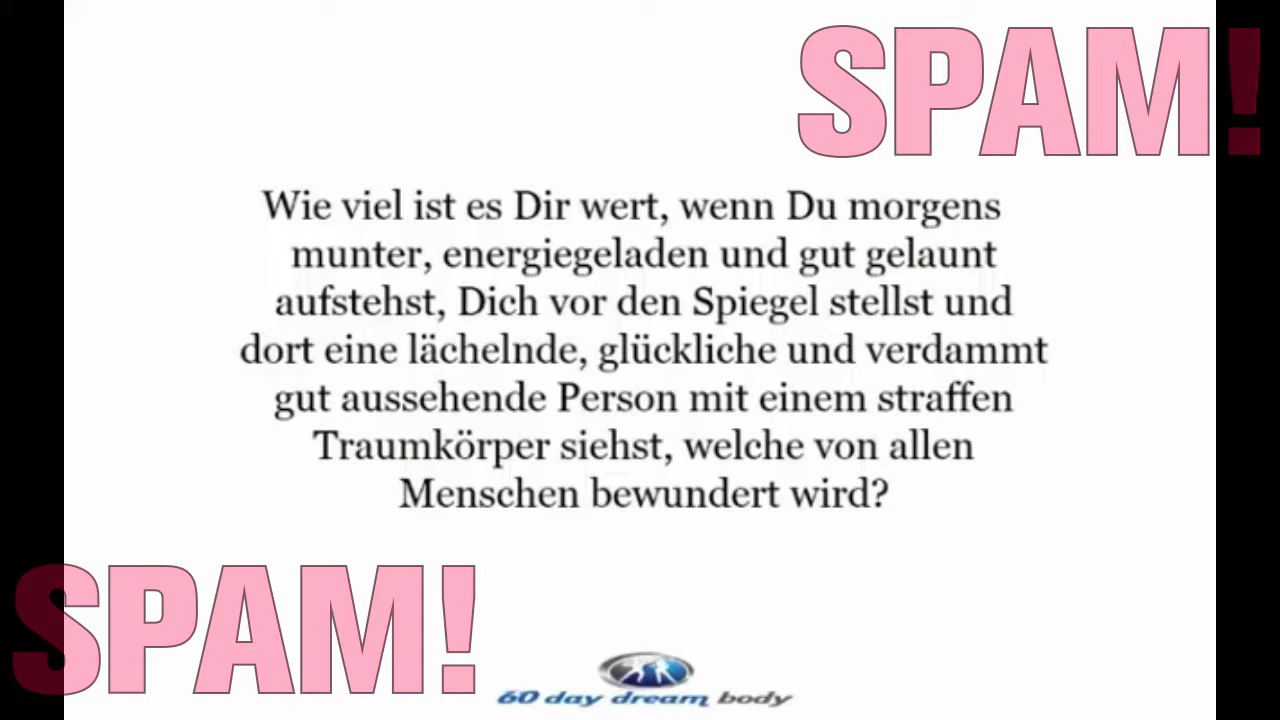 SPAM!
Wie viel ist es Dir wert, wenn Du morgens
munter, energiegeladen und gut gelaunt
aufstehst, Dich vor den Spiegel stellst und
dort eine lächelnde, glückliche und verdammt
gut aussehende Person mit einem straffen
Traumkörper siehst, welche von allen
Menschen bewundert wird?
SPAM!
60 day dream body